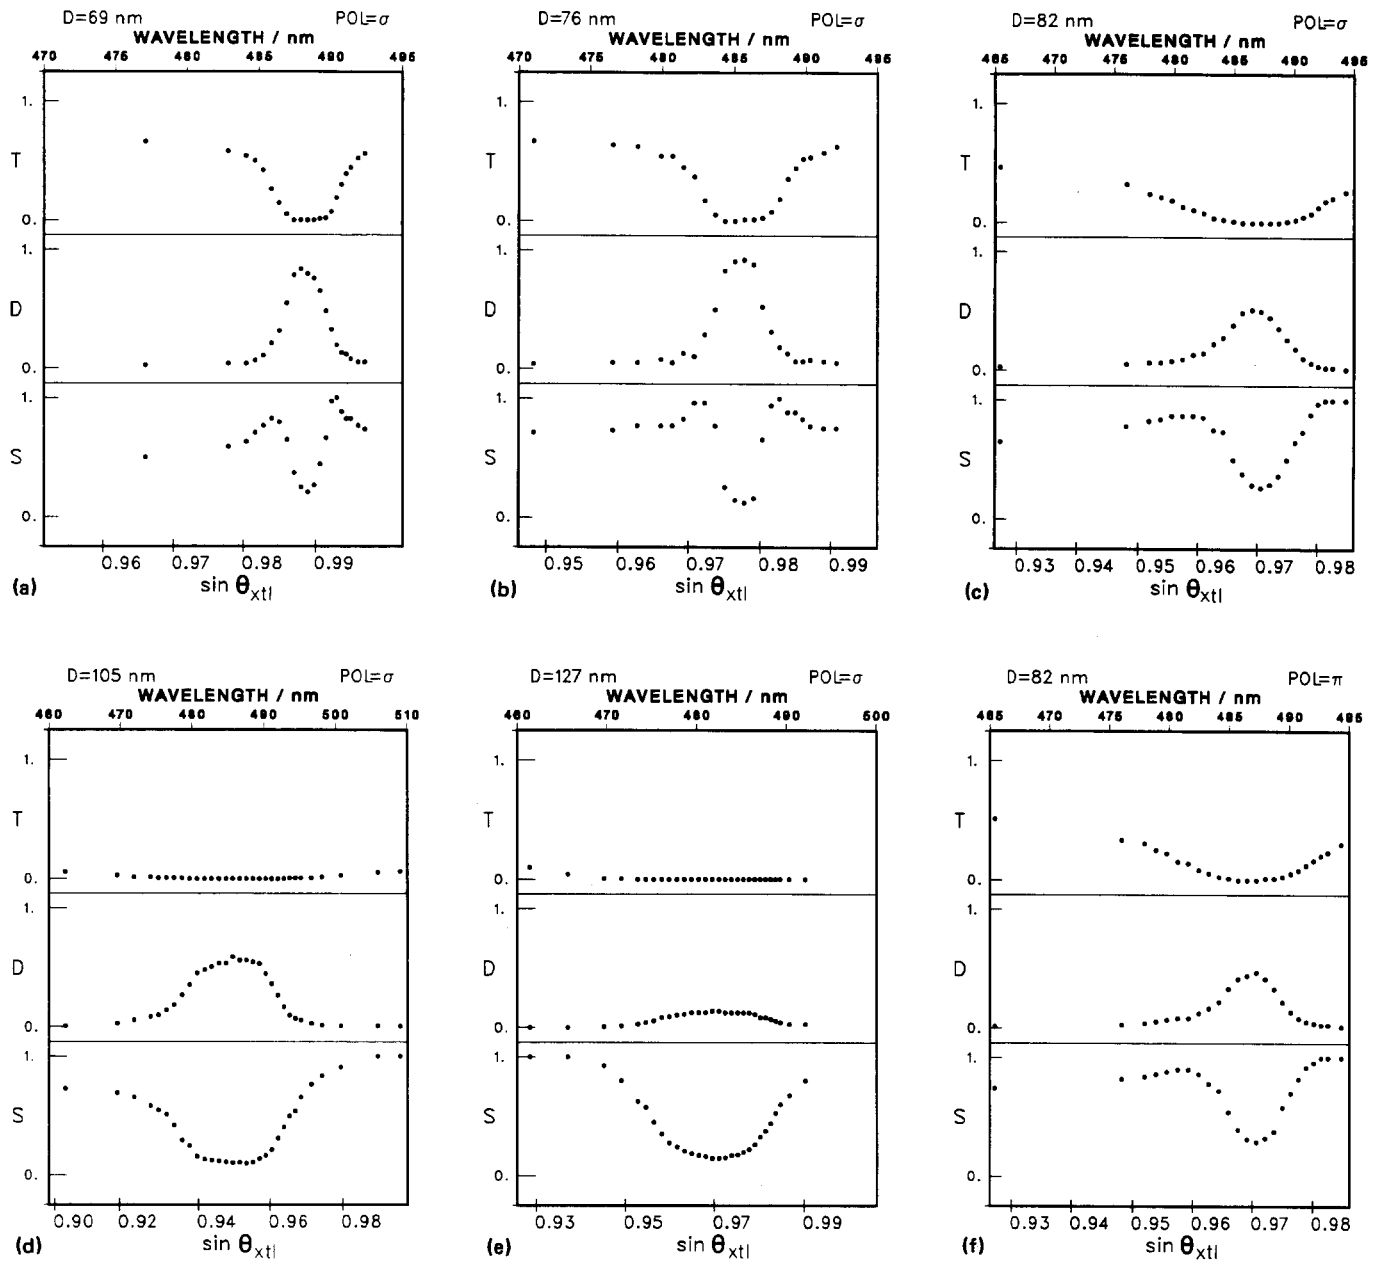 D=69 nm POL=σ
WAVELENGTH / nm
470 475 480 485 490 495
1.
T
0.
1.
D
0.
1.
S
0.
0.96 0.97 0.98 0.99
(a) sin θxtl
D=76 nm POL=σ
WAVELENGTH / nm
470 475 480 485 490 495
1.
T
0.
1.
D
0.
1.
S
0.
0.95 0.96 0.97 0.98 0.99
(b) sin θxtl
D=82 nm POL=σ
WAVELENGTH / nm
465 470 475 480 485 490 495
1.
T
0.
1.
D
0.
1.
S
0.
0.93 0.94 0.95 0.96 0.97 0.98
(c) sin θxtl
D=105 nm POL=σ
WAVELENGTH / nm
460 470 480 490 500 510
1.
T
0.
1.
D
0.
1.
S
0.
0.90 0.92 0.94 0.96 0.98
(d) sin θxtl
D=127 nm POL=σ
WAVELENGTH / nm
460 470 480 490 500
1.
T
0.
1.
D
0.
1.
S
0.
0.93 0.95 0.97 0.99
(e) sin θxtl
D=82 nm POL=π
WAVELENGTH / nm
465 470 475 480 485 490 495
1.
T
0.
1.
D
0.
1.
S
0.
0.93 0.94 0.95 0.96 0.97 0.98
(f) sin θxtl